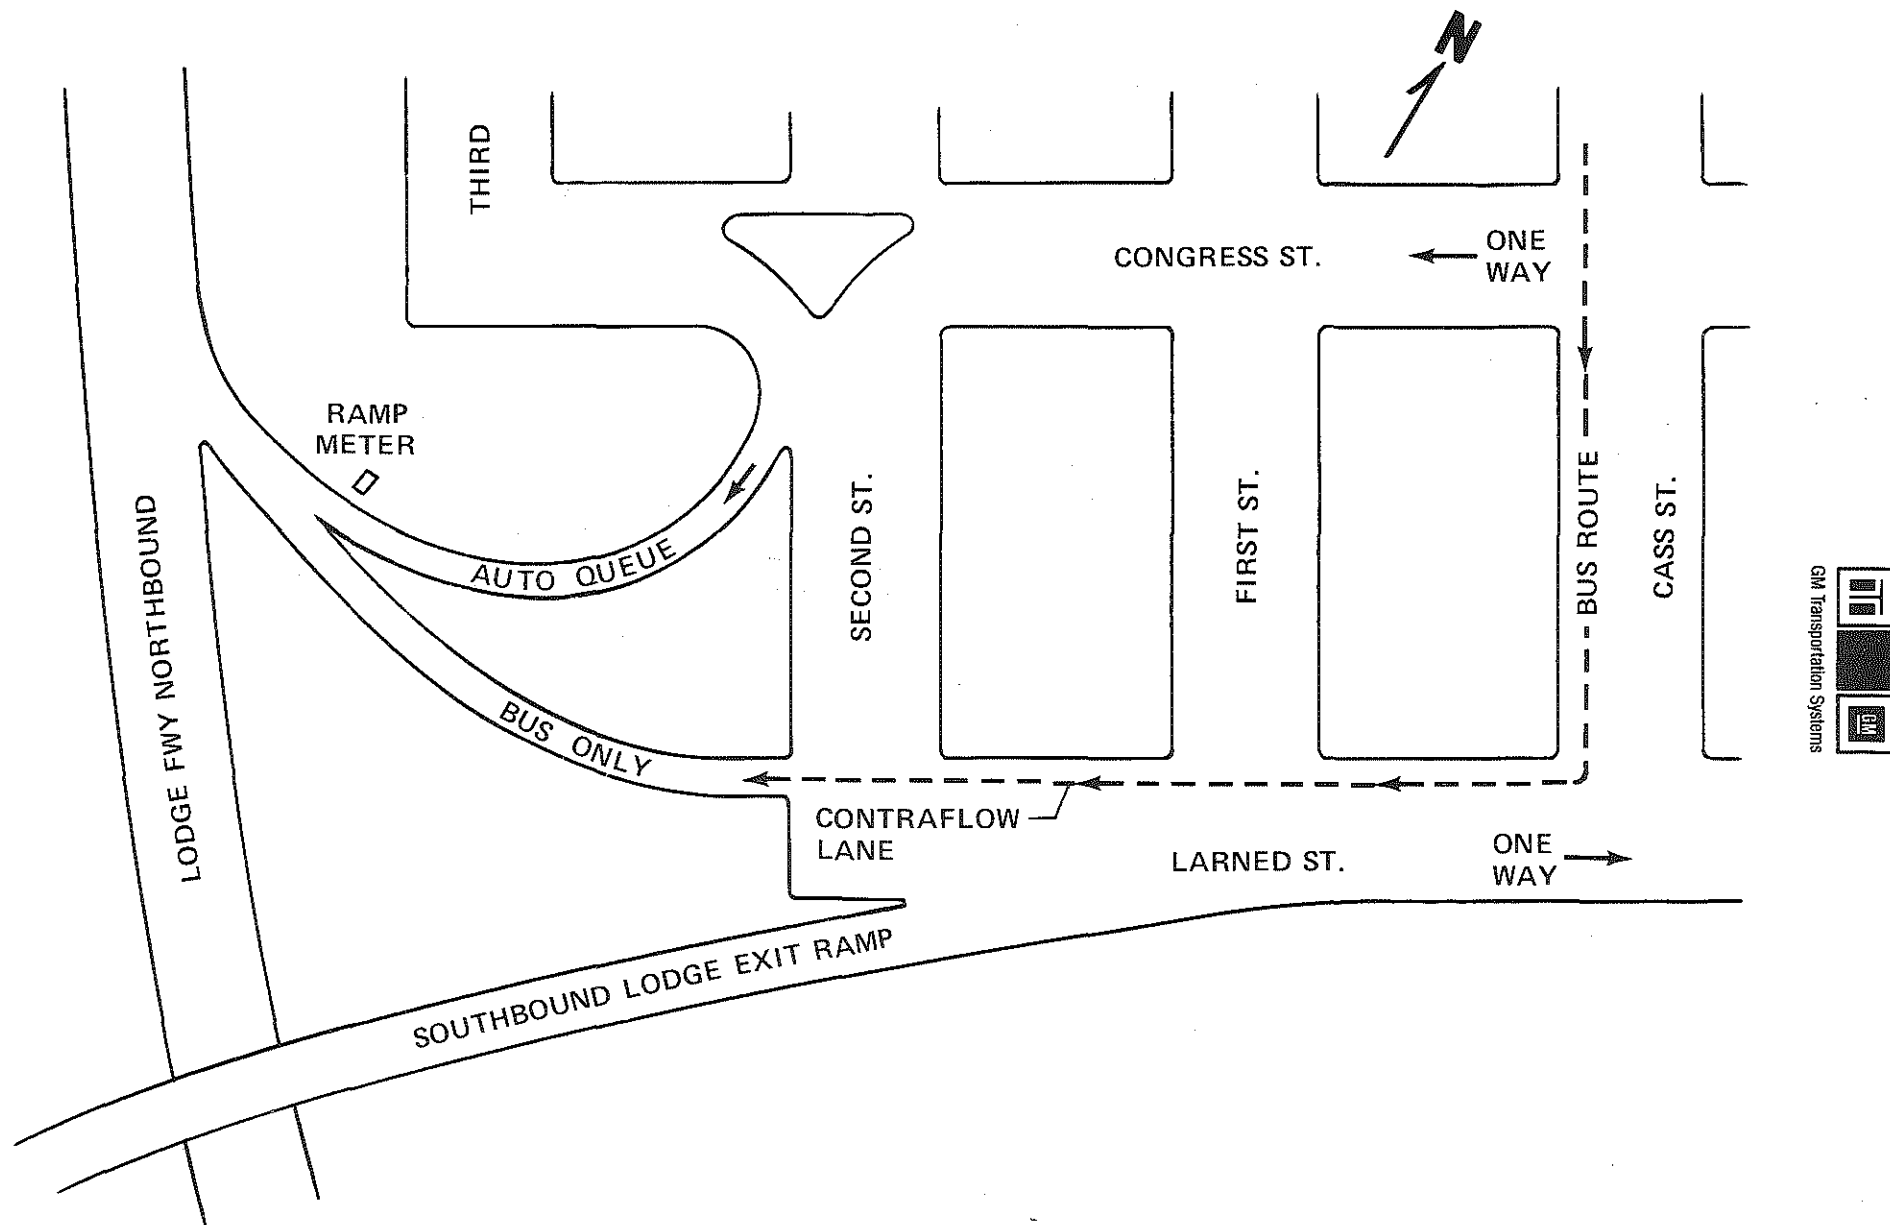 N
THIRD
CONGRESS ST.
ONE
WAY
RAMP
METER
AUTO QUEUE
SECOND ST.
FIRST ST.
BUS ROUTE
CASS ST.
LODGE FWY NORTHBOUND
BUS ONLY
CONTRAFLOW
LANE
LARNED ST.
ONE
WAY
SOUTHBOUND LODGE EXIT RAMP
GM Transportation Systems
GM